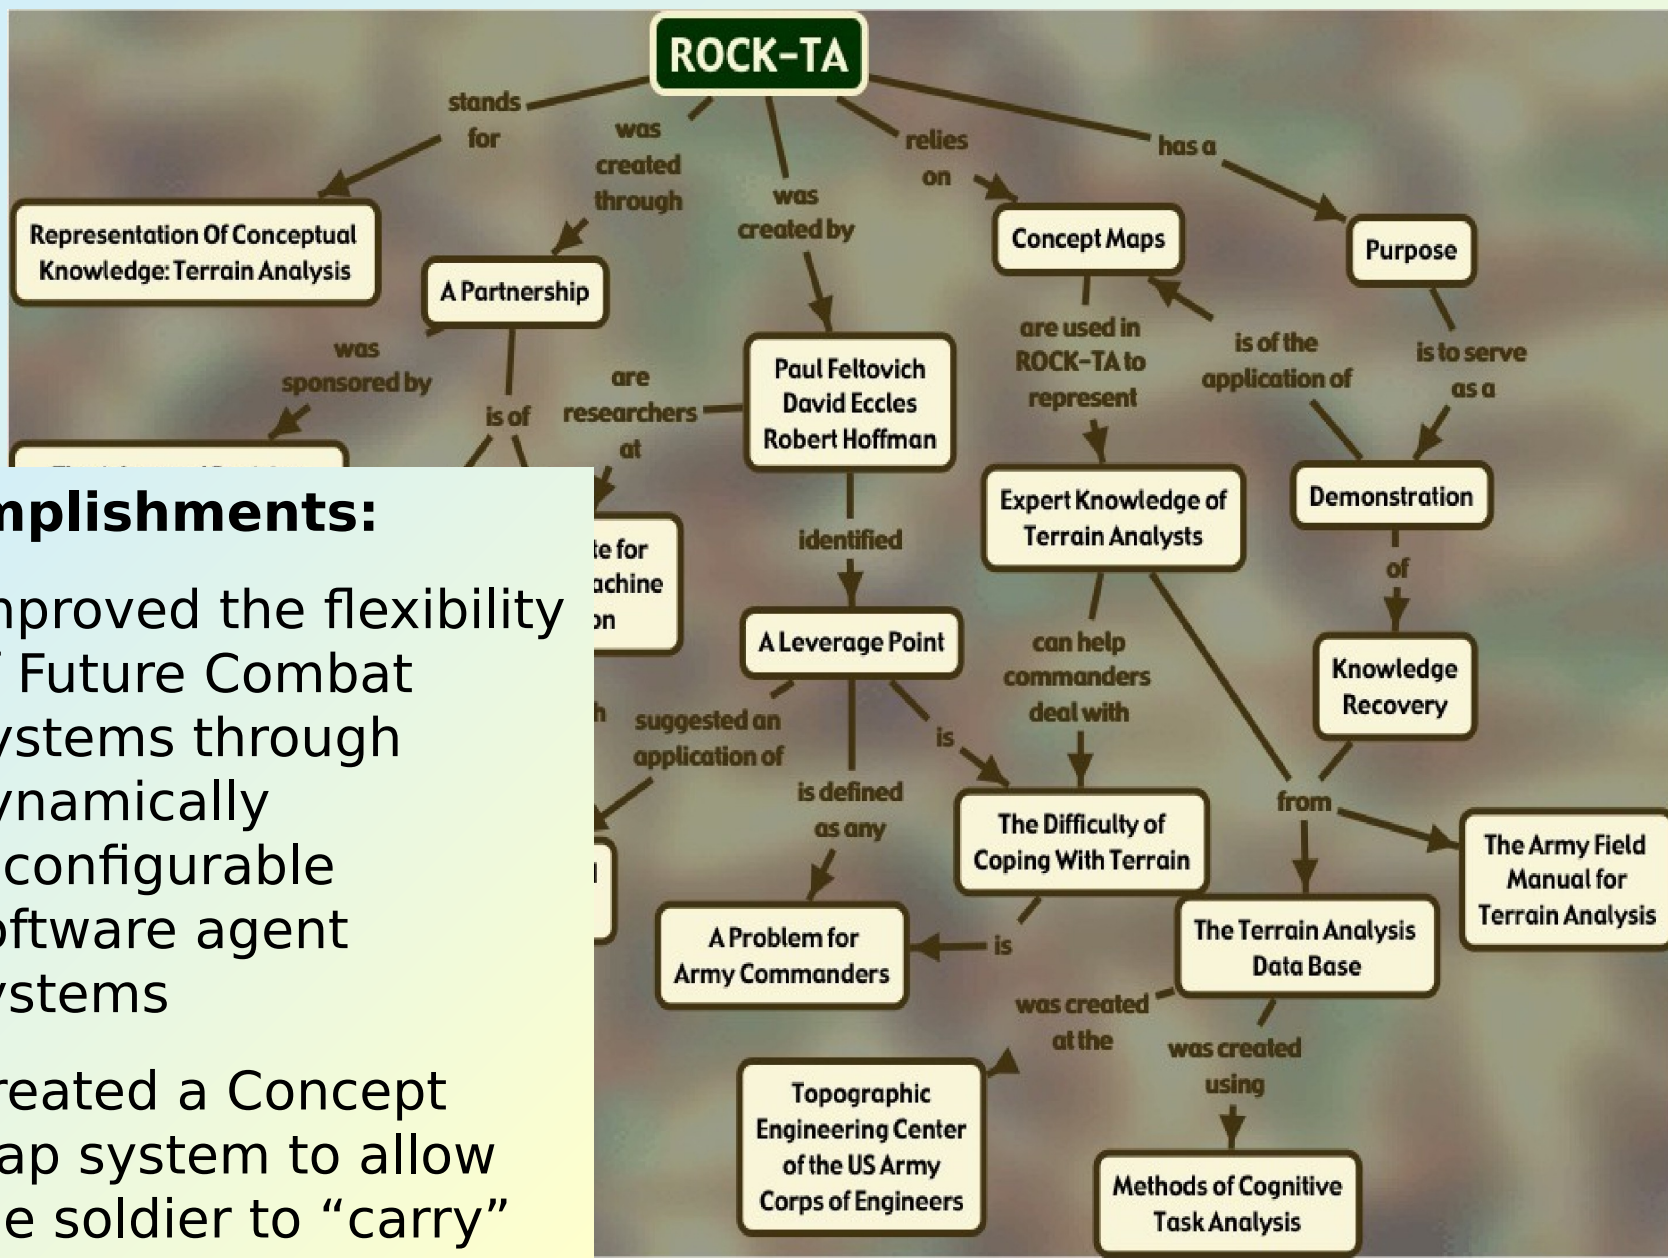 ROCK-TA
stands
for
was
created
through
was
created by
relies
on
has a
Representation Of Conceptual
Knowledge: Terrain Analysis
A Partnership
Concept Maps
Purpose
was
sponsored by
is of
are
researchers
at
Paul Feltovich
David Eccles
Robert Hoffman
are used in
ROCK-TA to
represent
is of the
application of
is to serve
as a
identified
Expert Knowledge of
Terrain Analysts
Demonstration
of
for
A Leverage Point
can help
commanders
deal with
Knowledge
Recovery
suggested an
application of
is defined
as any
is
from
The Difficulty of
Coping With Terrain
The Army Field
Manual for
Terrain Analysis
A Problem for
Army Commanders
is
The Terrain Analysis
Data Base
was created
at the
was created
using
Topographic
Engineering Center
of the US Army
Corps of Engineers
Methods of Cognitive
Task Analysis
mplishments:
mproved the flexibility
Future Combat
ystems through
ynamically
configurable
oftware agent
ystems
reated a Concept
ap system to allow
e soldier to “carry”